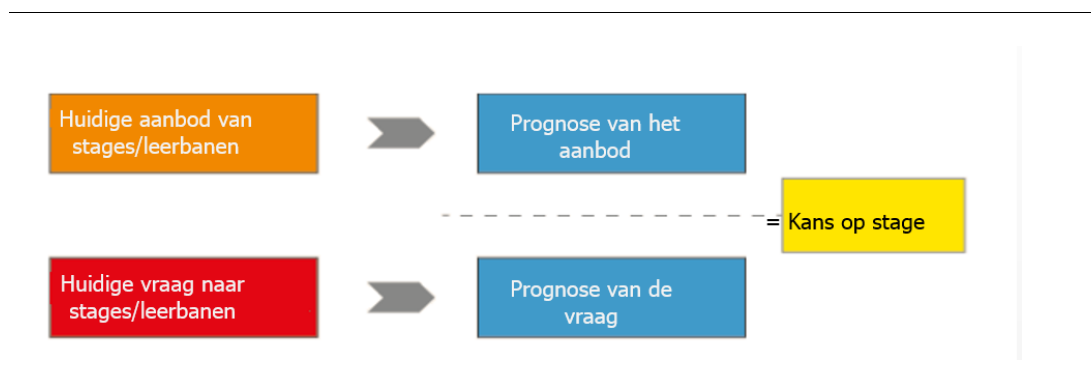 Huidige aanbod van
stages/leerbanen
Prognose van het
aanbod
= Kans op stage
Huidige vraag naar
stages/leerbanen
Prognose van de
vraag